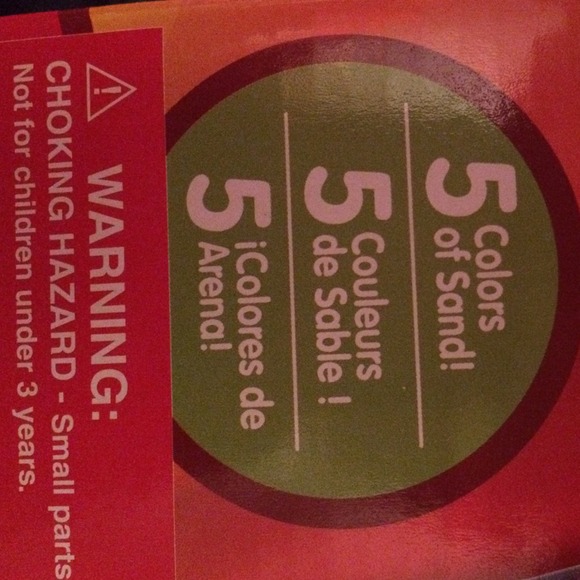 5 Colors
of Sand!
5 Couleurs
de Sable !
5 ¡Colores de
Arena!
WARNING:
CHOKING HAZARD - Small parts
Not for children under 3 years.